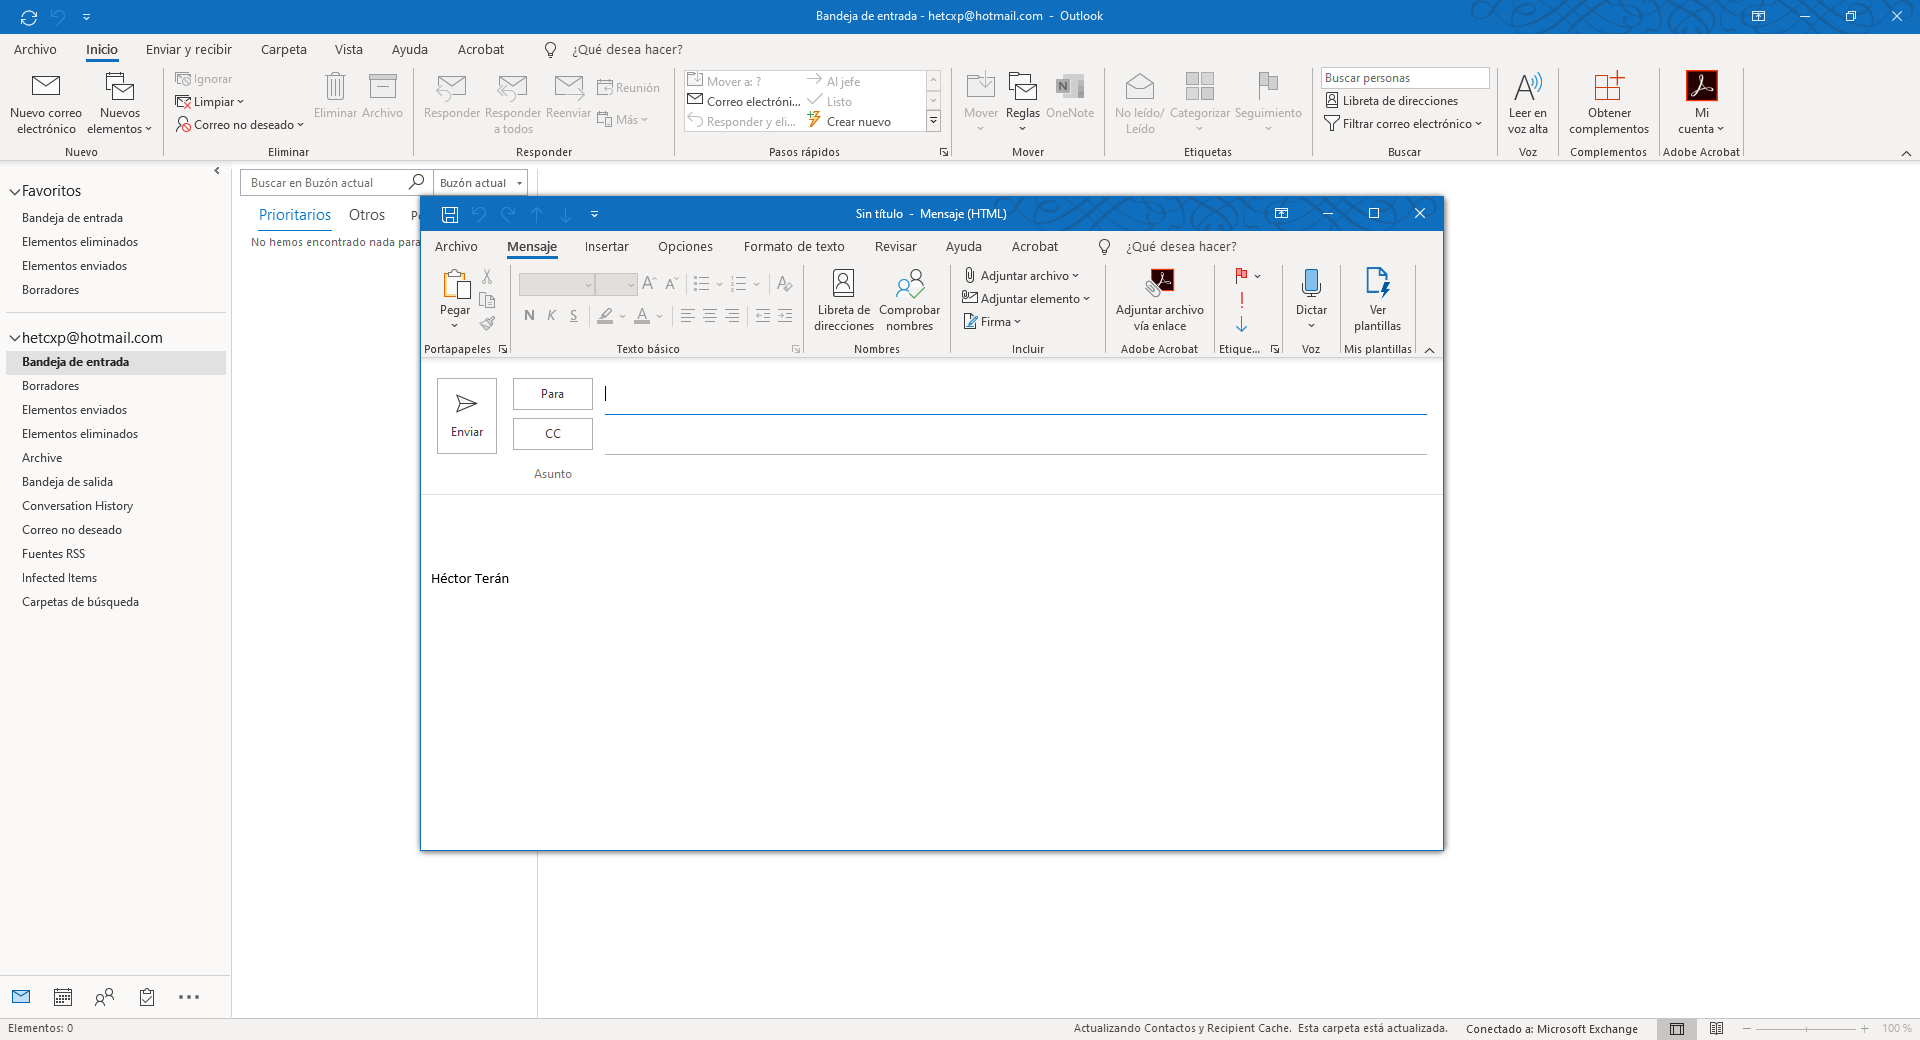 Bandeja de entrada - hetcxp@hotmail.com - Outlook
Archivo Inicio Enviar y recibir Carpeta Vista Ayuda Acrobat ¿Qué desea hacer?
Nuevo correo electrónico
Nuevos elementos
Nuevo
Ignorar
Limpiar
Correo no deseado
Eliminar
Archivo
Eliminar
Responder
Responder a todos
Reenviar
Reunión
Más
Responder
Mover a: ?
Correo electróni...
Responder y eli...
Al jefe
Listo
Crear nuevo
Pasos rápidos
Mover
Reglas
OneNote
Mover
No leído/ Leído
Categorizar
Seguimiento
Etiquetas
Buscar personas
Libreta de direcciones
Filtrar correo electrónico
Buscar
Leer en voz alta
Voz
Obtener complementos
Complementos
Mi cuenta
Adobe Acrobat
Favoritos
Bandeja de entrada
Elementos eliminados
Elementos enviados
Borradores
hetcxp@hotmail.com
Bandeja de entrada
Borradores
Elementos enviados
Elementos eliminados
Archive
Bandeja de salida
Conversation History
Correo no deseado
Fuentes RSS
Infected Items
Carpetas de búsqueda
Buscar en Buzón actual Buzón actual
Prioritarios Otros
No hemos encontrado nada para
Sin título - Mensaje (HTML)
Archivo Mensaje Insertar Opciones Formato de texto Revisar Ayuda Acrobat ¿Qué desea hacer?
Pegar
Portapapeles
N K S
A A
Texto básico
Libreta de direcciones
Comprobar nombres
Nombres
Adjuntar archivo
Adjuntar elemento
Firma
Incluir
Adjuntar archivo vía enlace
Adobe Acrobat
Etique...
Dictar
Voz
Ver plantillas
Mis plantillas
Enviar
Para
CC
Asunto
Héctor Terán
Elementos: 0
Actualizando Contactos y Recipient Cache. Esta carpeta está actualizada. Conectado a: Microsoft Exchange 100 %